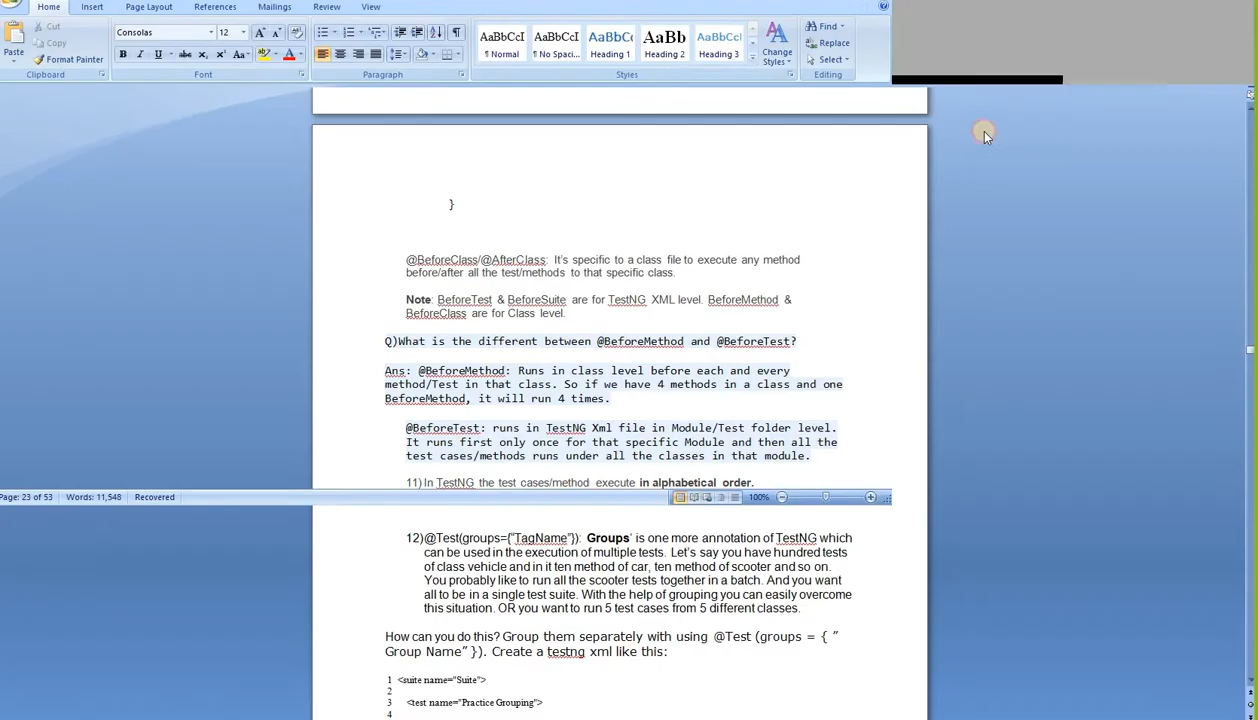 Home Insert Page Layout References Mailings Review View
Cut
Copy
Paste
Format Painter
Clipboard
Consolas 12
B I U abc x₂ x² Aa
Font
Paragraph
AaBbCcI AaBbCcI AaBbC AaBb AaBbCcI
¶ Normal ¶ No Spaci... Heading 1 Heading 2 Heading 3
Change
Styles
Styles
Find
Replace
Select
Editing
}
@BeforeClass/@AfterClass: It's specific to a class file to execute any method
before/after all the test/methods to that specific class.
Note: BeforeTest & BeforeSuite are for TestNG XML level. BeforeMethod &
BeforeClass are for Class level.
Q)What is the different between @BeforeMethod and @BeforeTest?
Ans: @BeforeMethod: Runs in class level before each and every
method/Test in that class. So if we have 4 methods in a class and one
BeforeMethod, it will run 4 times.
@BeforeTest: runs in TestNG Xml file in Module/Test folder level.
It runs first only once for that specific Module and then all the
test cases/methods runs under all the classes in that module.
11) In TestNG the test cases/method execute in alphabetical order.
Page: 23 of 53 Words: 11,548 Recovered 100%
12)@Test(groups={"TagName"}): Groups' is one more annotation of TestNG which
can be used in the execution of multiple tests. Let's say you have hundred tests
of class vehicle and in it ten method of car, ten method of scooter and so on.
You probably like to run all the scooter tests together in a batch. And you want
all to be in a single test suite. With the help of grouping you can easily overcome
this situation. OR you want to run 5 test cases from 5 different classes.
How can you do this? Group them separately with using @Test (groups = { "
Group Name" }). Create a testng xml like this:
1 <suite name="Suite">
2
3 <test name="Practice Grouping">
4